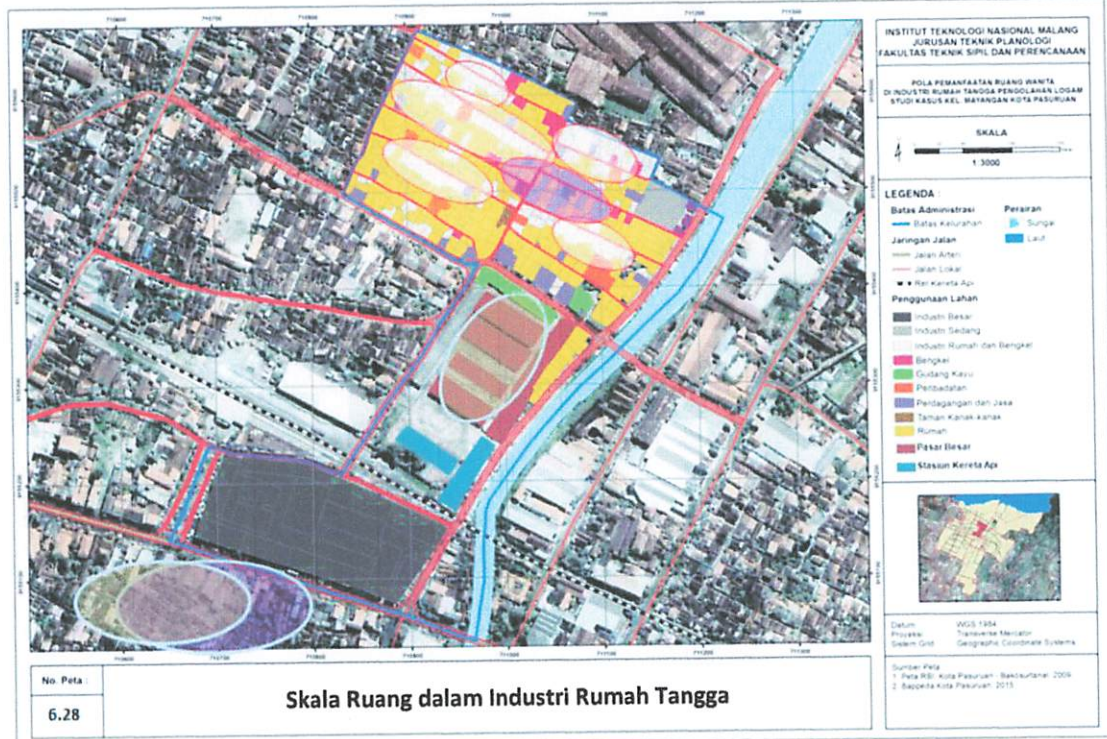 INSTITUT TEKNOLOGI NASIONAL MALANG
JURUSAN TEKNIK PLANOLOGI
FAKULTAS TEKNIK SIPIL DAN PERENCANAAN
POLA PEMANFAATAN RUANG WANITA
DI INDUSTRI RUMAH TANGGA PENGOLAHAN LOGAM
STUDI KASUS KEL. MAYANGAN KOTA PASURUAN
SKALA
1:3000
LEGENDA :
Batas Administrasi
Batas Kelurahan
Jaringan Jalan
Jalan Arteri
Jalan Lokal
Rel Kereta Api
Perairan
Sungai
Laut
Penggunaan Lahan
Industri Besar
Industri Sedang
Industri Rumah dan Bengkel
Bengkel
Gudang Kayu
Peribadatan
Perdagangan dan Jasa
Taman Kanak-kanak
Rumah
Pasar Besar
Stasiun Kereta Api
Datum WGS 1984
Proyeksi Transverse Mercator
Sistem Grid Geographic Coordinate Systems
Sumber Peta
1. Peta RBI Kota Pasuruan - Bakosurtanal, 2009
2. Bappeda Kota Pasuruan, 2015
No. Peta :
6.28
Skala Ruang dalam Industri Rumah Tangga